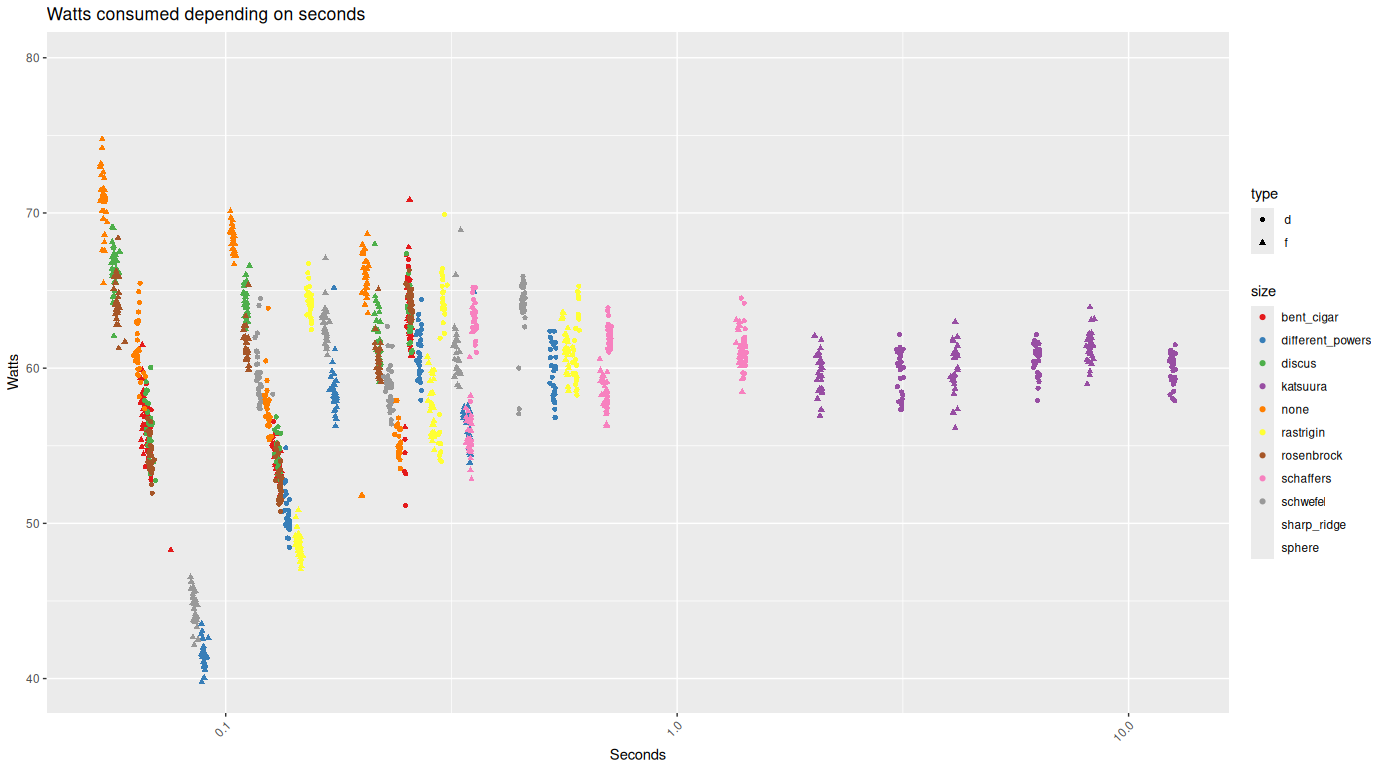 Watts consumed depending on seconds
80
70
60
50
40
Watts
0.1
1.0
10.0
Seconds
type
d
f
size
bent_cigar
different_powers
discus
katsuura
none
rastrigin
rosenbrock
schaffers
schwefel
sharp_ridge
sphere